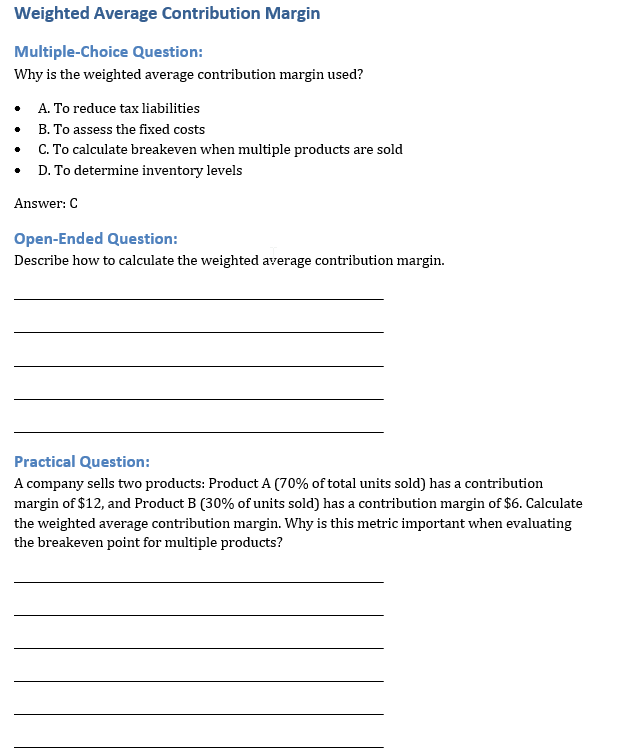 Weighted Average Contribution Margin
Multiple-Choice Question:
Why is the weighted average contribution margin used?
• A. To reduce tax liabilities
• B. To assess the fixed costs
• C. To calculate breakeven when multiple products are sold
• D. To determine inventory levels
Answer: C
Open-Ended Question:
Describe how to calculate the weighted average contribution margin.
Practical Question:
A company sells two products: Product A (70% of total units sold) has a contribution
margin of $12, and Product B (30% of units sold) has a contribution margin of $6. Calculate
the weighted average contribution margin. Why is this metric important when evaluating
the breakeven point for multiple products?